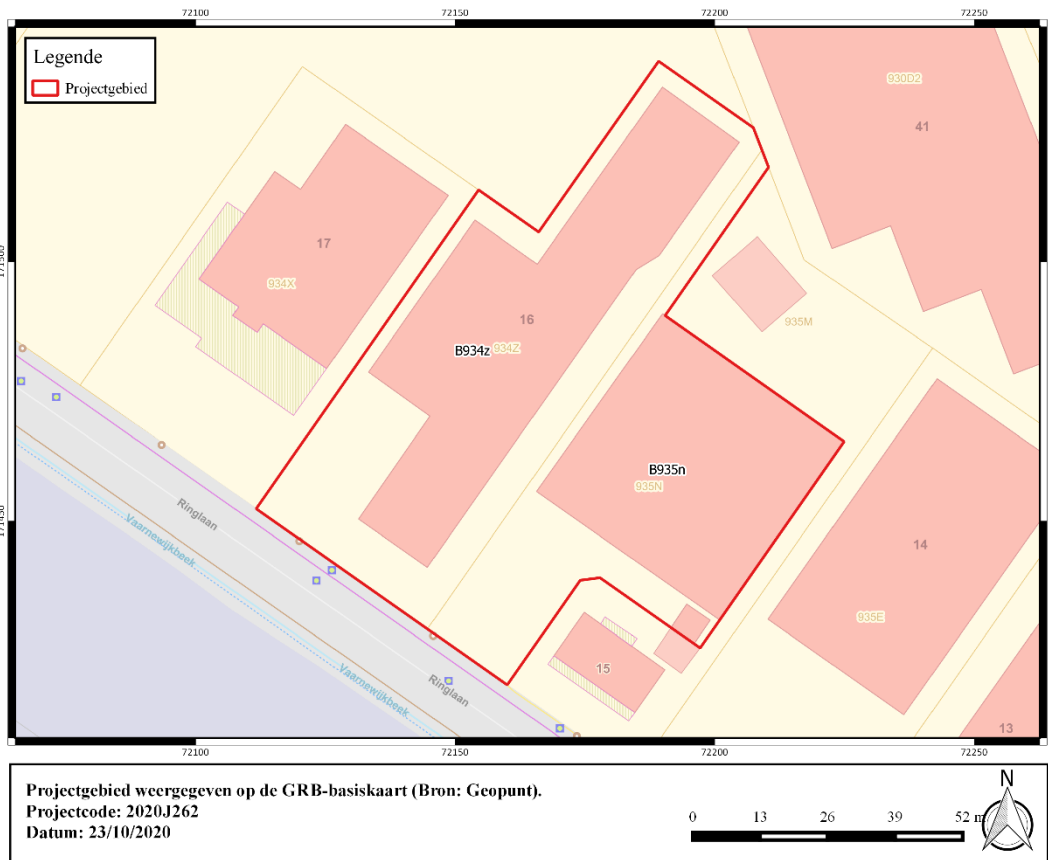 72100 72150 72200 72250
Legende
Projectgebied
930D2
41
17
934X
16
B934z 934Z
935M
B935n
935N
14
935E
15
13
Ringlaan
Vaarnewijkbeek
Ringlaan
Vaarnewijkbeek
171500
171450
72100 72150 72200 72250
Projectgebied weergegeven op de GRB-basiskaart (Bron: Geopunt).
Projectcode: 2020J262
Datum: 23/10/2020
0 13 26 39 52 m
N